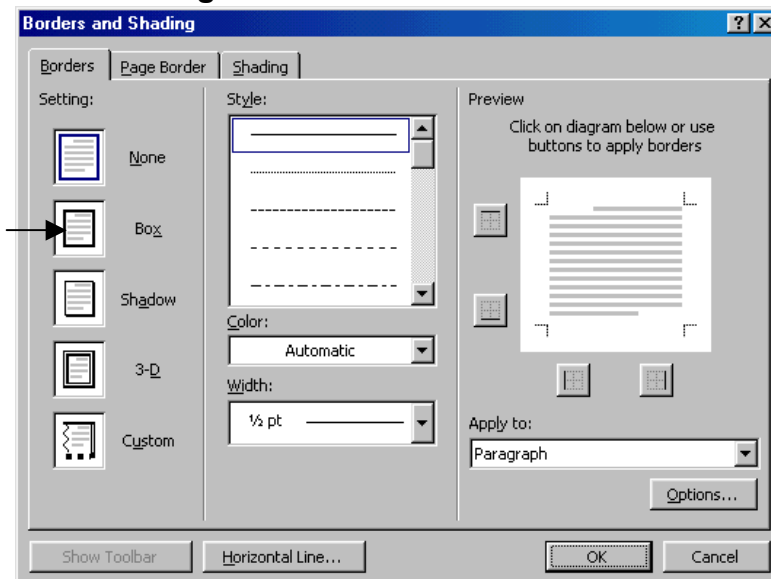 Borders and Shading
Borders
Page Border
Shading
Setting:
None
Box
Shadow
3-D
Custom
Style:
Color:
Automatic
Width:
½ pt
Preview
Click on diagram below or use
buttons to apply borders
Apply to:
Paragraph
Options...
Show Toolbar
Horizontal Line...
OK
Cancel